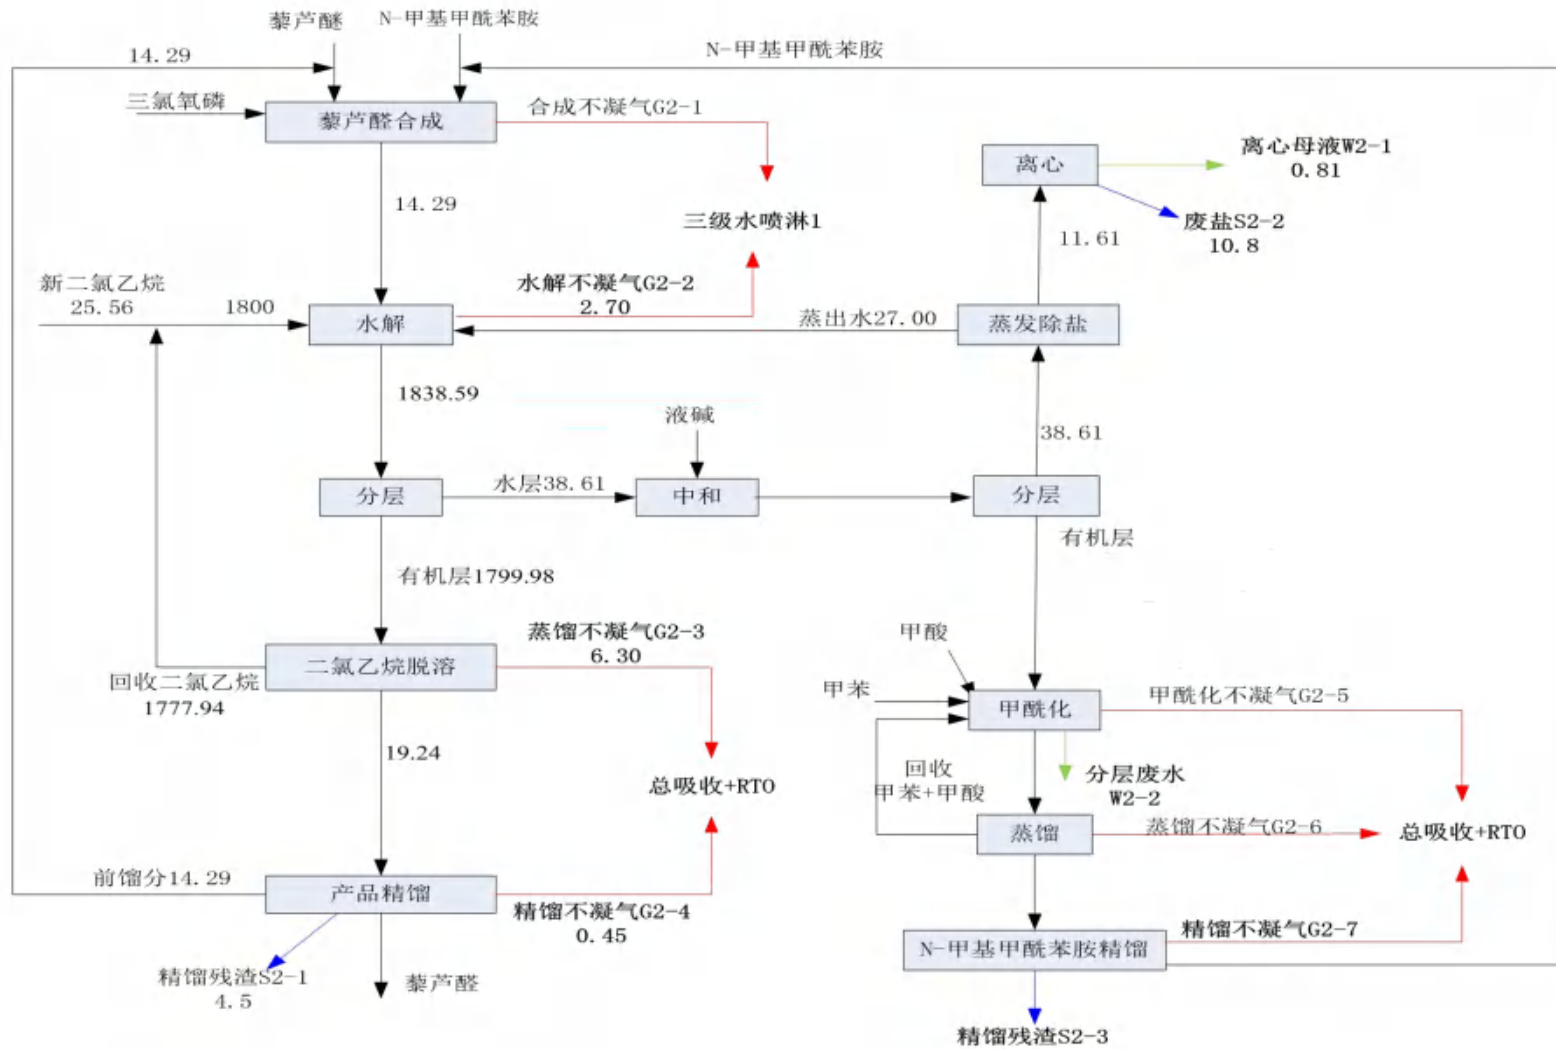 藜芦醚
N-甲基甲酰苯胺
14.29
N-甲基甲酰苯胺
三氯氧磷
藜芦醛合成
合成不凝气G2-1
离心
离心母液W2-1
0.81
14.29
三级水喷淋1
废盐S2-2
10.8
11.61
新二氯乙烷
25.56
1800
水解不凝气G2-2
2.70
水解
蒸出水27.00
蒸发除盐
1838.59
液碱
38.61
分层
水层38.61
中和
分层
有机层
有机层1799.98
蒸馏不凝气G2-3
6.30
甲酸
二氯乙烷脱溶
回收二氯乙烷
1777.94
甲苯
甲酰化
甲酰化不凝气G2-5
19.24
总吸收+RTO
回收
甲苯+甲酸
分层废水
W2-2
蒸馏
蒸馏不凝气G2-6
总吸收+RTO
前馏分14.29
产品精馏
精馏不凝气G2-4
0.45
N-甲基甲酰苯胺精馏
精馏不凝气G2-7
精馏残渣S2-1
4.5
藜芦醛
精馏残渣S2-3